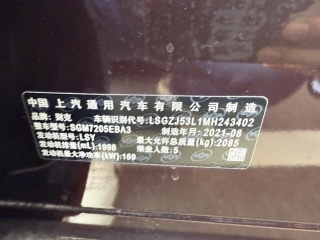 中国 上汽通用汽车有限公司 制造
品牌：别克 车辆识别代号：LSGZJ53L1MH243402
整车型号：SGM7205EBA3 制造年月：2021-06
发动机型号：LSY 最大允许总质量(kg)：2085
发动机排量(mL)：1998 乘坐人数：5
发动机最大净功率(kW)：169